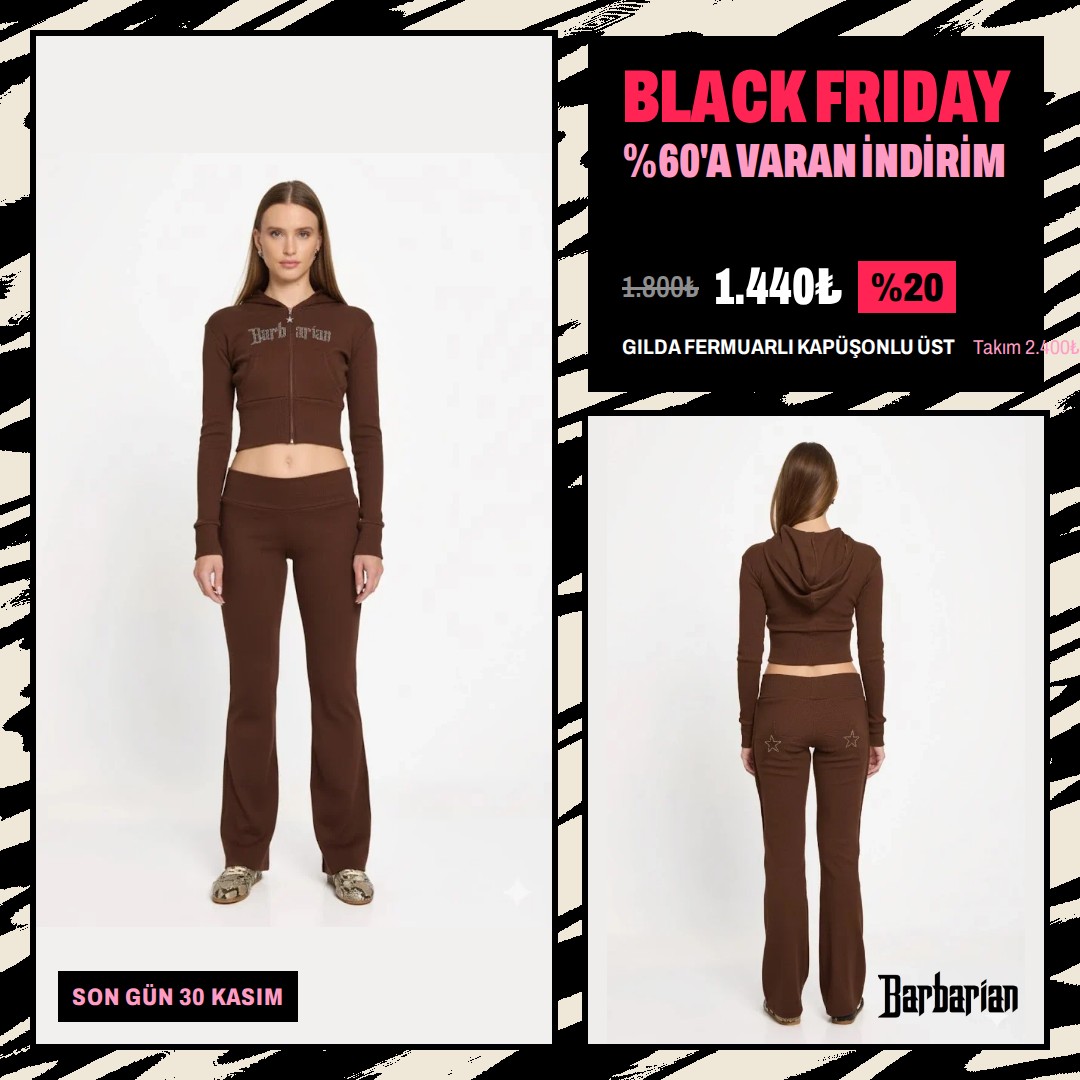 BLACK FRIDAY
%60'A VARAN İNDİRİM
1.800₺ 1.440₺ %20
GILDA FERMUARLI KAPÜŞONLU ÜST Takım 2.400₺
Barbarian
SON GÜN 30 KASIM
Barbarian